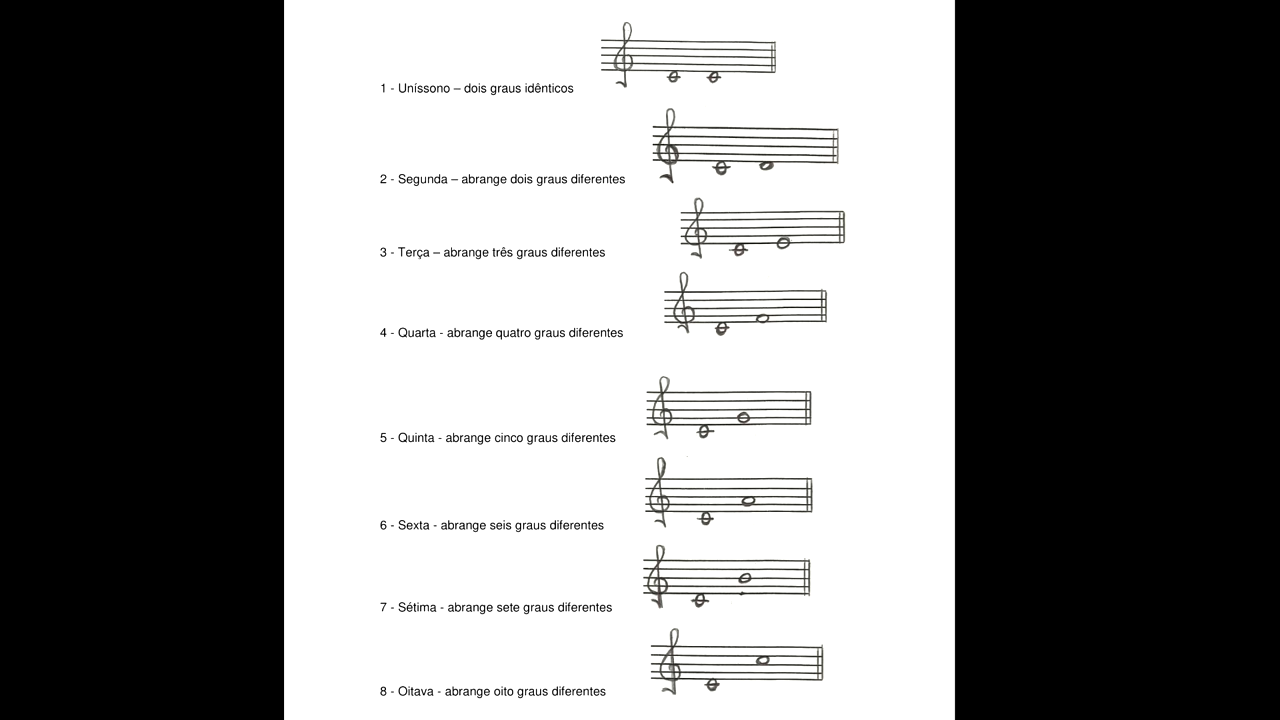 1 - Uníssono – dois graus idênticos
2 - Segunda – abrange dois graus diferentes
3 - Terça – abrange três graus diferentes
4 - Quarta - abrange quatro graus diferentes
5 - Quinta - abrange cinco graus diferentes
6 - Sexta - abrange seis graus diferentes
7 - Sétima - abrange sete graus diferentes
8 - Oitava - abrange oito graus diferentes